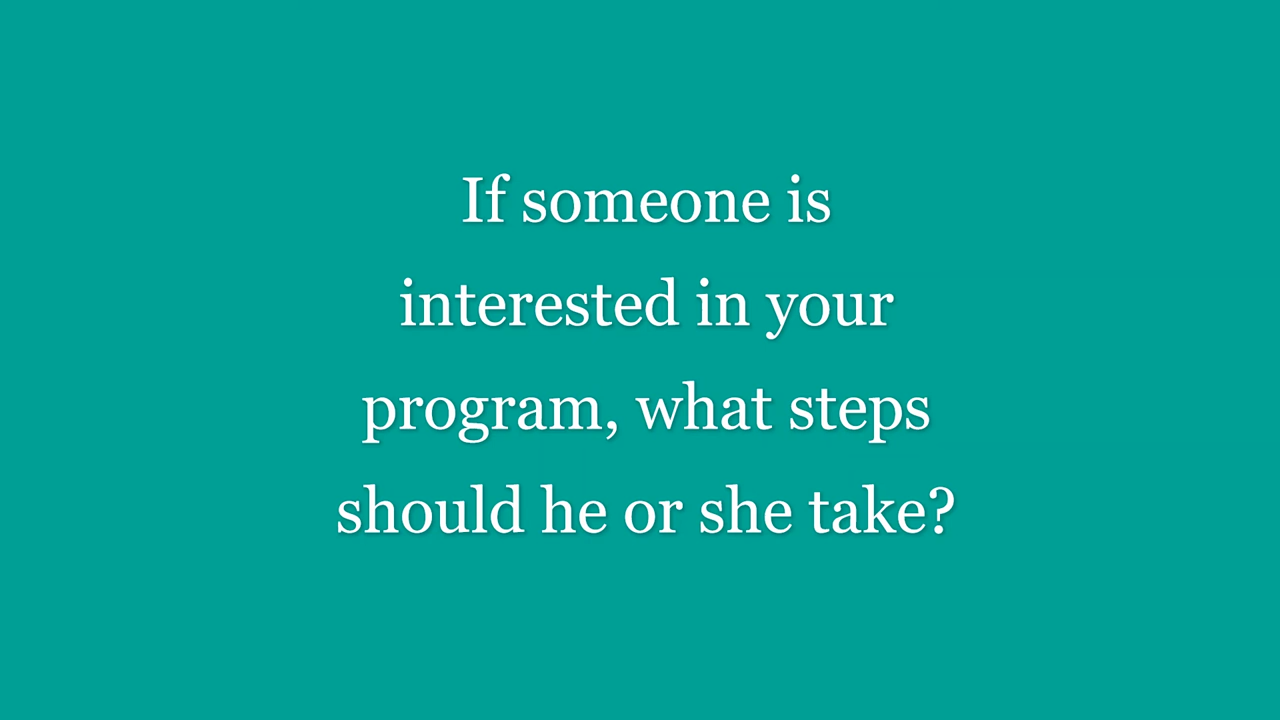 If someone is
interested in your
program, what steps
should he or she take?